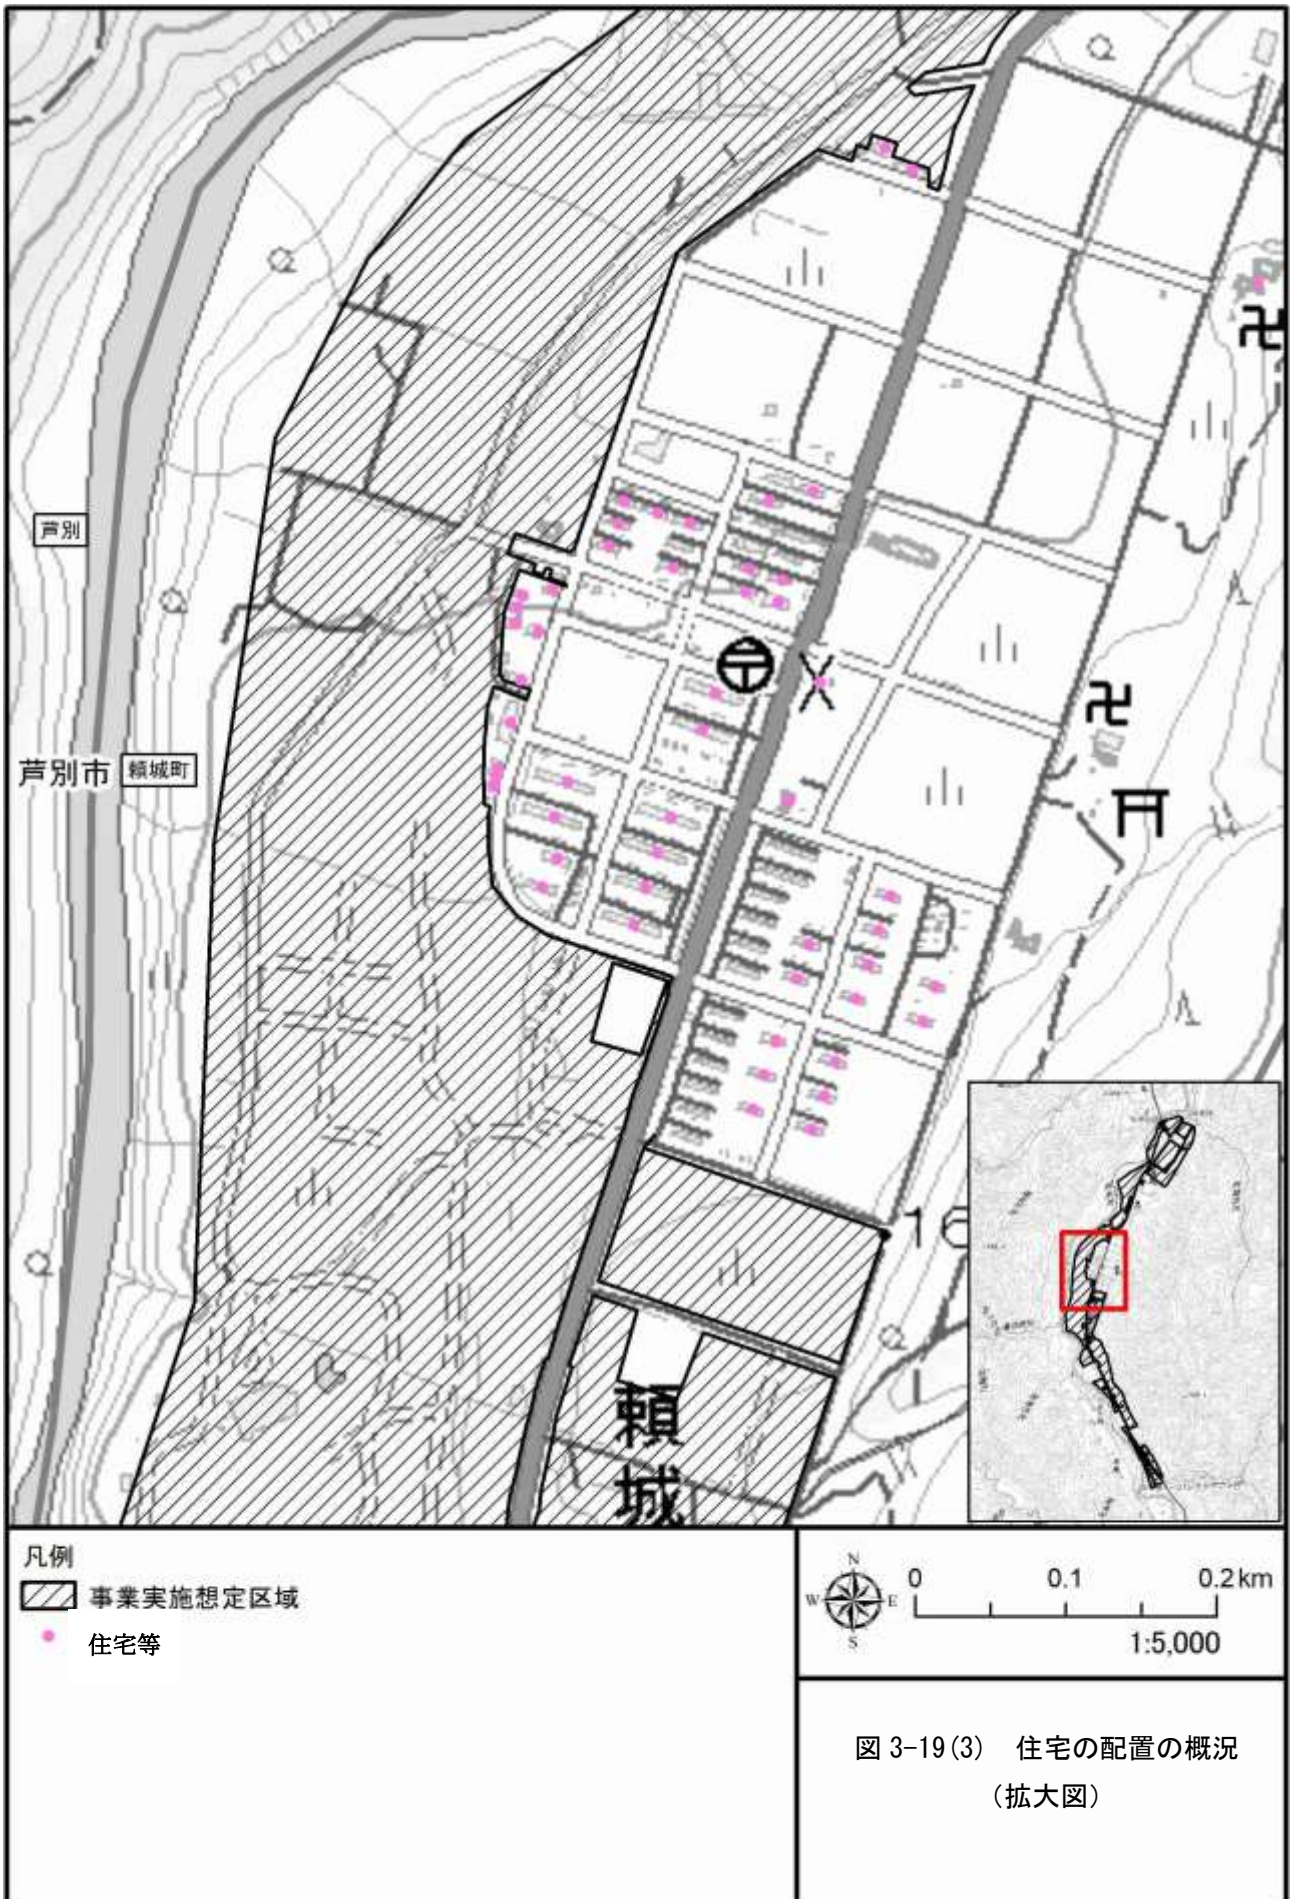 芦別
芦別市
頼城町
頼
城
凡例
事業実施想定区域
住宅等
N
W
E
S
0 0.1 0.2km
1:5,000
図 3-19(3) 住宅の配置の概況
(拡大図)